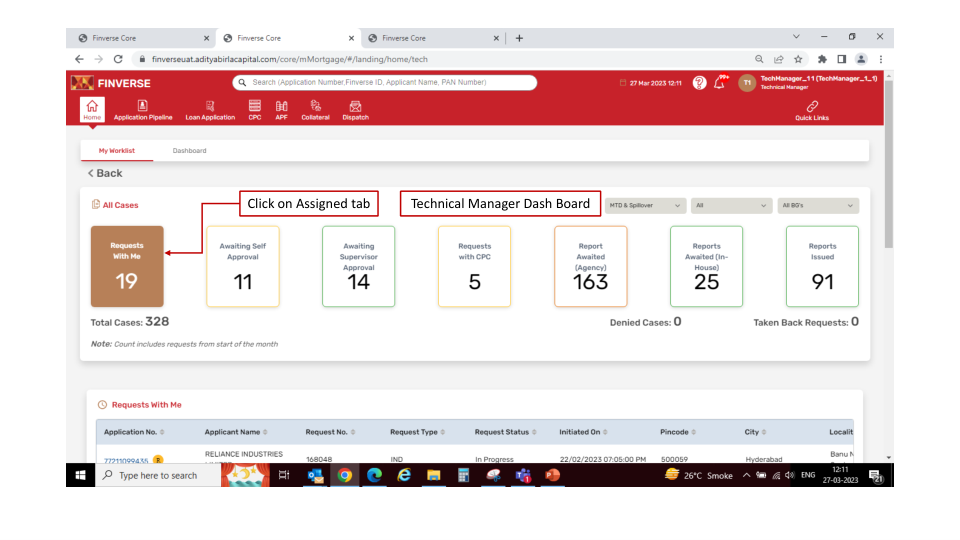 Finverse Core
Finverse Core
Finverse Core
finverseuat.adityabirlacapital.com/core/mMortgage/#/landing/home/tech
FINVERSE
Search (Application Number,Finverse ID, Applicant Name, PAN Number)
27 Mar 2023 12:11
T1
TechManager_11 (TechManager_1_1)
Technical Manager
Home
Application Pipeline
Loan Application
CPC
APF
Collateral
Dispatch
Quick Links
My Worklist
Dashboard
< Back
All Cases
Click on Assigned tab
Technical Manager Dash Board
MTD & Spillover
All
All BG's
Requests
With Me
19
Awaiting Self
Approval
11
Awaiting
Supervisor
Approval
14
Requests
with CPC
5
Report
Awaited
(Agency)
163
Reports
Awaited (In-
House)
25
Reports
Issued
91
Total Cases: 328
Denied Cases: 0
Taken Back Requests: 0
Note: Count includes requests from start of the month
Requests With Me
Application No.
Applicant Name
Request No.
Request Type
Request Status
Initiated On
Pincode
City
Localit
77211099435 R
RELIANCE INDUSTRIES
168048
IND
In Progress
22/02/2023 07:05:00 PM
500059
Hyderabad
Banu N
Type here to search
26°C Smoke
ENG
12:11
27-03-2023
21